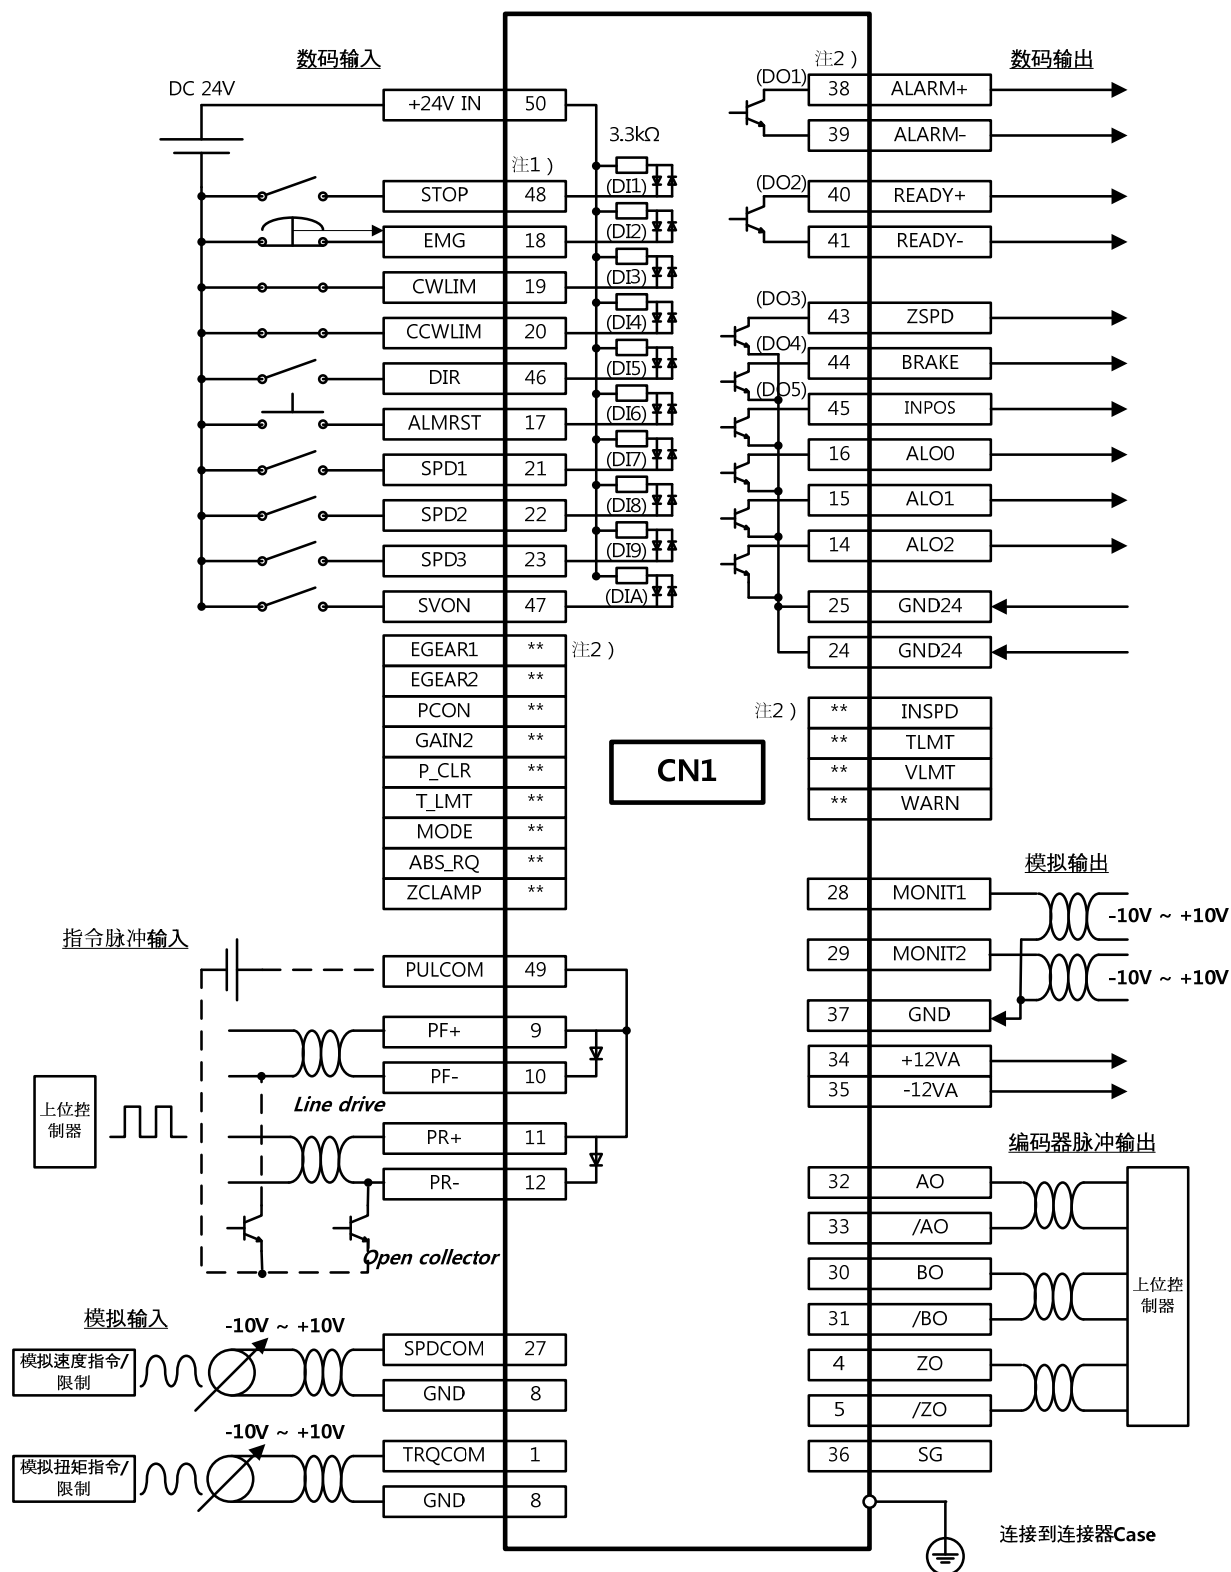 数码输入
DC 24V
+24V IN 50
3.3kΩ
注1）
STOP 48 (DI1)
EMG 18 (DI2)
CWLIM 19 (DI3)
CCWLIM 20 (DI4)
DIR 46 (DI5)
ALMRST 17 (DI6)
SPD1 21 (DI7)
SPD2 22 (DI8)
SPD3 23 (DI9)
SVON 47 (DIA)
EGEAR1 ** 注2）
EGEAR2 **
PCON **
GAIN2 **
P_CLR **
T_LMT **
MODE **
ABS_RQ **
ZCLAMP **
指令脉冲输入
PULCOM 49
PF+ 9
PF- 10
Line drive
上位控
制器
PR+ 11
PR- 12
Open collector
模拟输入
-10V ~ +10V
模拟速度指令/
限制
SPDCOM 27
GND 8
-10V ~ +10V
模拟扭矩指令/
限制
TRQCOM 1
GND 8
CN1
数码输出
注2）
(DO1) 38 ALARM+
39 ALARM-
(DO2) 40 READY+
41 READY-
(DO3) 43 ZSPD
(DO4) 44 BRAKE
(DO5) 45 INPOS
16 ALO0
15 ALO1
14 ALO2
25 GND24
24 GND24
注2） ** INSPD
** TLMT
** VLMT
** WARN
模拟输出
28 MONIT1
-10V ~ +10V
29 MONIT2
-10V ~ +10V
37 GND
34 +12VA
35 -12VA
编码器脉冲输出
32 AO
33 /AO
30 BO
31 /BO
4 ZO
5 /ZO
36 SG
上位控
制器
连接到连接器Case